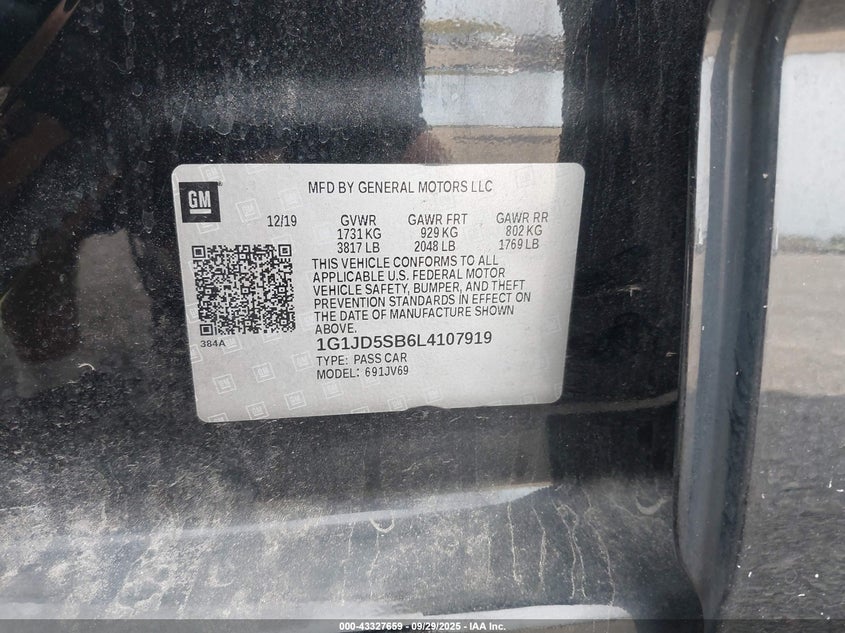 MFD BY GENERAL MOTORS LLC
GM
12/19 GVWR GAWR FRT GAWR RR
1731 KG 929 KG 802 KG
3817 LB 2048 LB 1769 LB
THIS VEHICLE CONFORMS TO ALL
APPLICABLE U.S. FEDERAL MOTOR
VEHICLE SAFETY, BUMPER, AND THEFT
PREVENTION STANDARDS IN EFFECT ON
THE DATE OF MANUFACTURE SHOWN
ABOVE.
384A
1G1JD5SB6L4107919
TYPE: PASS CAR
MODEL: 691JV69
000-43327659 - 09/29/2025 - IAA Inc.